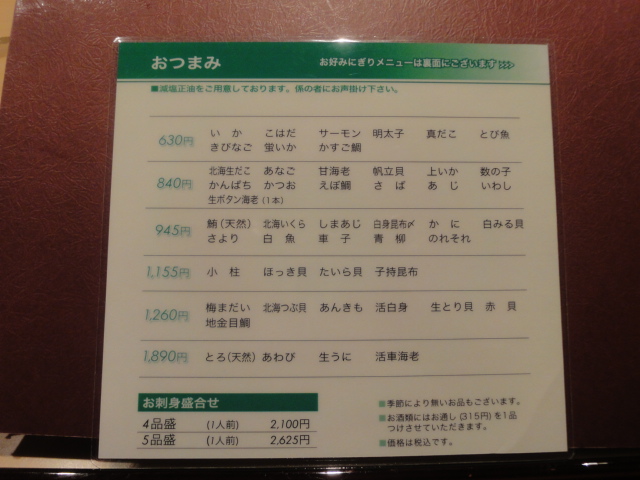 おつまみ お好みにぎりメニューは裏面にございます >>>
■減塩正油をご用意しております。係の者にお声掛け下さい。
630円 いか こはだ サーモン 明太子 真だこ とび魚
きびなご 蛍いか かすご鯛
840円 北海生だこ あなご 甘海老 帆立貝 上いか 数の子
かんぱち かつお えぼ鯛 さば あじ いわし
生ボタン海老(1本)
945円 鮪(天然) 北海いくら しまあじ 白身昆布〆 かに 白みる貝
さより 白魚 車子 青柳 のれそれ
1,155円 小柱 ほっき貝 たいら貝 子持昆布
1,260円 梅まだい 北海つぶ貝 あんきも 活白身 生とり貝 赤貝
地金目鯛
1,890円 とろ(天然) あわび 生うに 活車海老
お刺身盛合せ
4品盛 (1人前) 2,100円
5品盛 (1人前) 2,625円
■季節により無いお品もございます。
■お酒類にはお通し(315円)を1品
つけさせていただきます。
■価格は税込です。